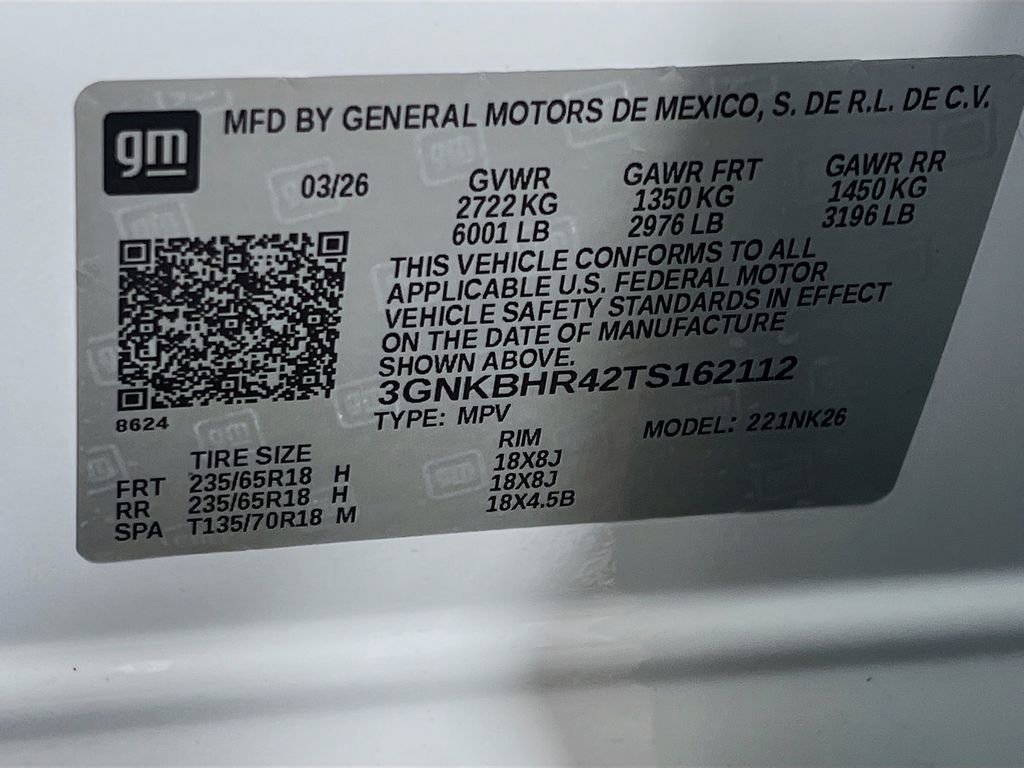 gm
MFD BY GENERAL MOTORS DE MEXICO, S. DE R.L. DE C.V.
03/26 GVWR GAWR FRT GAWR RR
2722 KG 1350 KG 1450 KG
6001 LB 2976 LB 3196 LB
THIS VEHICLE CONFORMS TO ALL
APPLICABLE U.S. FEDERAL MOTOR
VEHICLE SAFETY STANDARDS IN EFFECT
ON THE DATE OF MANUFACTURE
SHOWN ABOVE.
3GNKBHR42TS162112
8624
TYPE: MPV MODEL: 221NK26
TIRE SIZE RIM
FRT 235/65R18 H 18X8J
RR 235/65R18 H 18X8J
SPA T135/70R18 M 18X4.5B